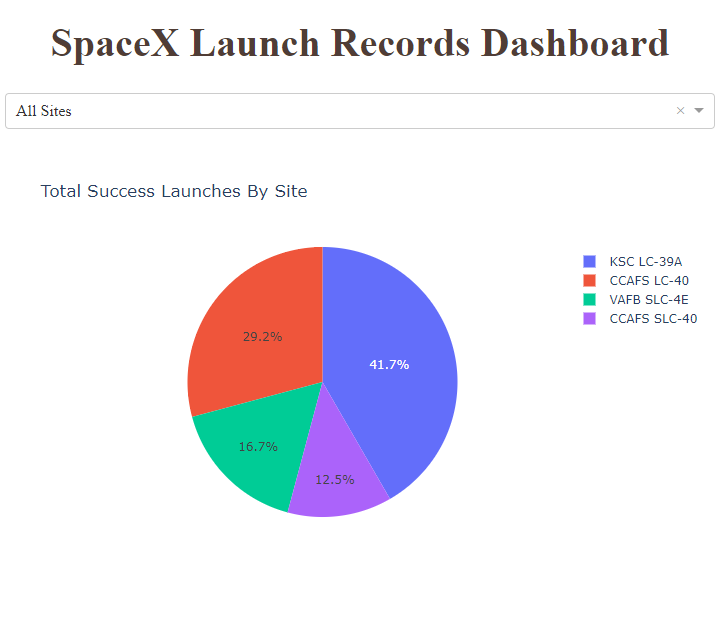 SpaceX Launch Records Dashboard
All Sites ×
Total Success Launches By Site
KSC LC-39A
CCAFS LC-40
VAFB SLC-4E
CCAFS SLC-40
29.2%
41.7%
16.7%
12.5%